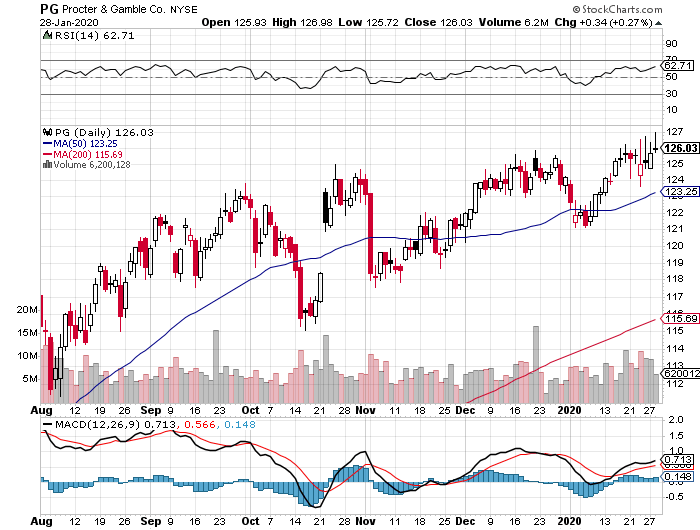 PG Procter & Gamble Co. NYSE © StockCharts.com
28-Jan-2020 Open 125.93 High 126.98 Low 125.72 Close 126.03 Volume 6.2M Chg +0.34 (+0.27%)
RSI(14) 62.71
90
70
62.71
50
30
10
PG (Daily) 126.03
MA(50) 123.25
MA(200) 115.69
Volume 6,200,128
127
126.03
125
124
123.25
122
121
120
119
118
117
116
115.69
114
113
112
20M
15M
10M
5M
6200128
Aug 12 19 26 Sep 9 16 23 Oct 7 14 21 28 Nov 11 18 25 Dec 9 16 23 2020 13 21 27
MACD(12,26,9) 0.713, 0.566, 0.148
2.0
1.5
1.0
0.713
0.148
-0.5
Aug 12 19 26 Sep 9 16 23 Oct 7 14 21 28 Nov 11 18 25 Dec 9 16 23 2020 13 21 27